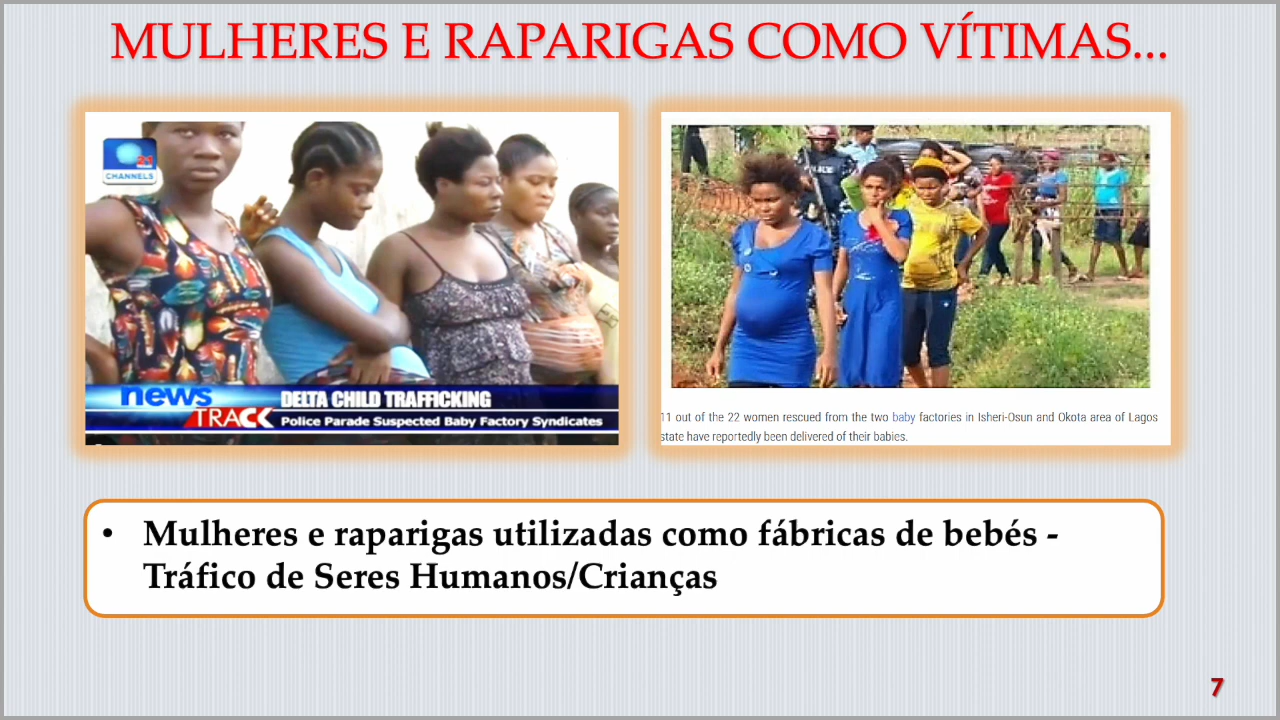 MULHERES E RAPARIGAS COMO VÍTIMAS...
21
CHANNELS
news
TRACK
DELTA CHILD TRAFFICKING
Police Parade Suspected Baby Factory Syndicates
POLICE
11 out of the 22 women rescued from the two baby factories in Isheri-Osun and Okota area of Lagos
state have reportedly been delivered of their babies.
• Mulheres e raparigas utilizadas como fábricas de bebés -
Tráfico de Seres Humanos/Crianças
7